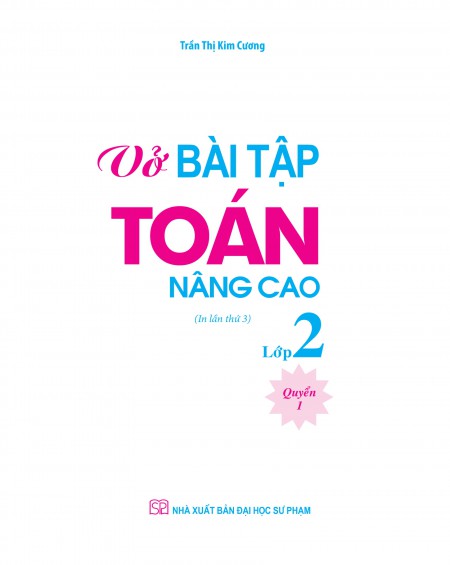 Trần Thị Kim Cương
Vở BÀI TẬP
TOÁN
NÂNG CAO
(In lần thứ 3)
Lớp 2
Quyển
1
SP NHÀ XUẤT BẢN ĐẠI HỌC SƯ PHẠM